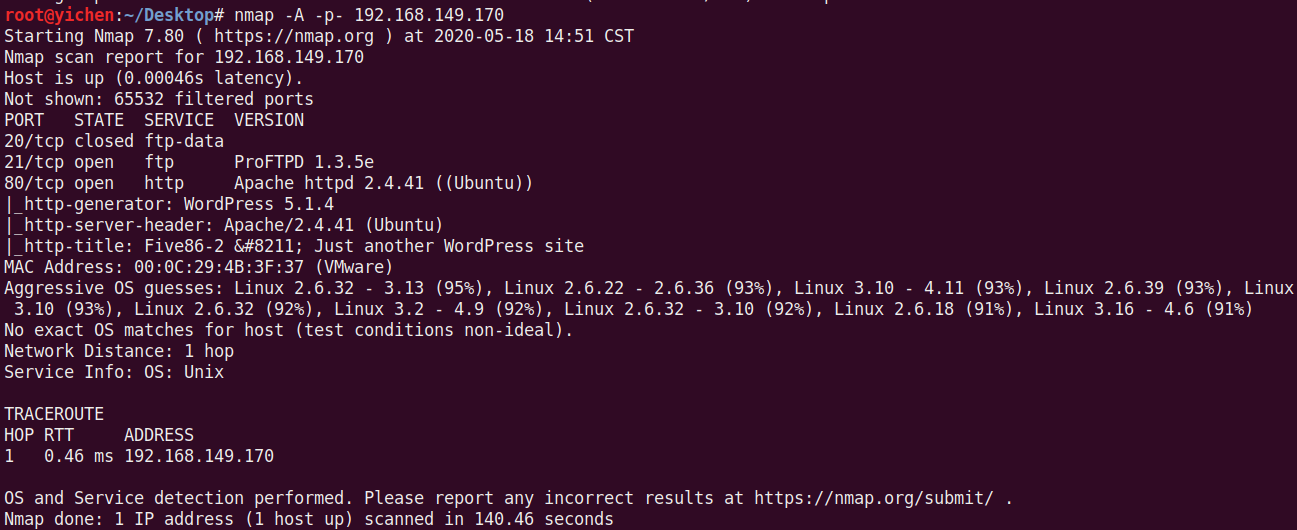 root@yichen:~/Desktop# nmap -A -p- 192.168.149.170
Starting Nmap 7.80 ( https://nmap.org ) at 2020-05-18 14:51 CST
Nmap scan report for 192.168.149.170
Host is up (0.00046s latency).
Not shown: 65532 filtered ports
PORT   STATE  SERVICE  VERSION
20/tcp closed ftp-data
21/tcp open   ftp      ProFTPD 1.3.5e
80/tcp open   http     Apache httpd 2.4.41 ((Ubuntu))
|_http-generator: WordPress 5.1.4
|_http-server-header: Apache/2.4.41 (Ubuntu)
|_http-title: Five86-2 &#8211; Just another WordPress site
MAC Address: 00:0C:29:4B:3F:37 (VMware)
Aggressive OS guesses: Linux 2.6.32 - 3.13 (95%), Linux 2.6.22 - 2.6.36 (93%), Linux 3.10 - 4.11 (93%), Linux 2.6.39 (93%), Linux
 3.10 (93%), Linux 2.6.32 (92%), Linux 3.2 - 4.9 (92%), Linux 2.6.32 - 3.10 (92%), Linux 2.6.18 (91%), Linux 3.16 - 4.6 (91%)
No exact OS matches for host (test conditions non-ideal).
Network Distance: 1 hop
Service Info: OS: Unix

TRACEROUTE
HOP RTT     ADDRESS
1   0.46 ms 192.168.149.170

OS and Service detection performed. Please report any incorrect results at https://nmap.org/submit/ .
Nmap done: 1 IP address (1 host up) scanned in 140.46 seconds